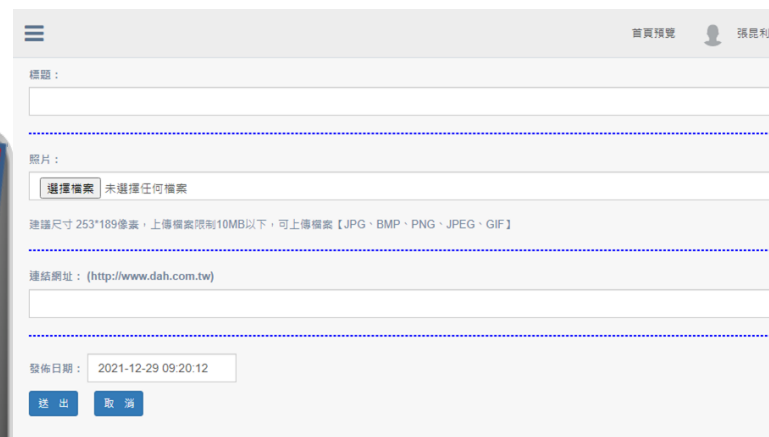 首頁預覽 張昆利
標題：
照片：
選擇檔案 未選擇任何檔案
建議尺寸 253*189像素，上傳檔案限制10MB以下，可上傳檔案【JPG、BMP、PNG、JPEG、GIF】
連結網址： (http://www.dah.com.tw)
發佈日期： 2021-12-29 09:20:12
送 出 取 消